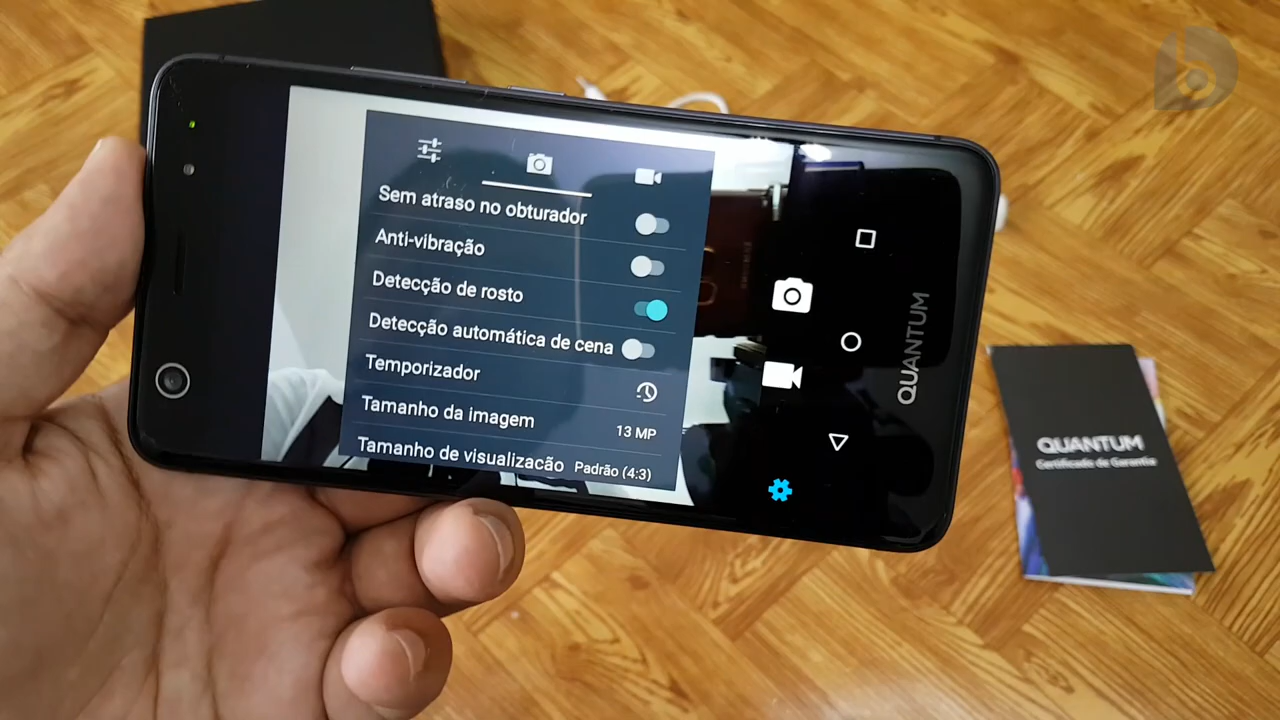 Sem atraso no obturador
Anti-vibração
Detecção de rosto
Detecção automática de cena
Temporizador
Tamanho da imagem 13 MP
Tamanho de visualização Padrão (4:3)
QUANTUM
QUANTUM
Certificado de Garantia
b